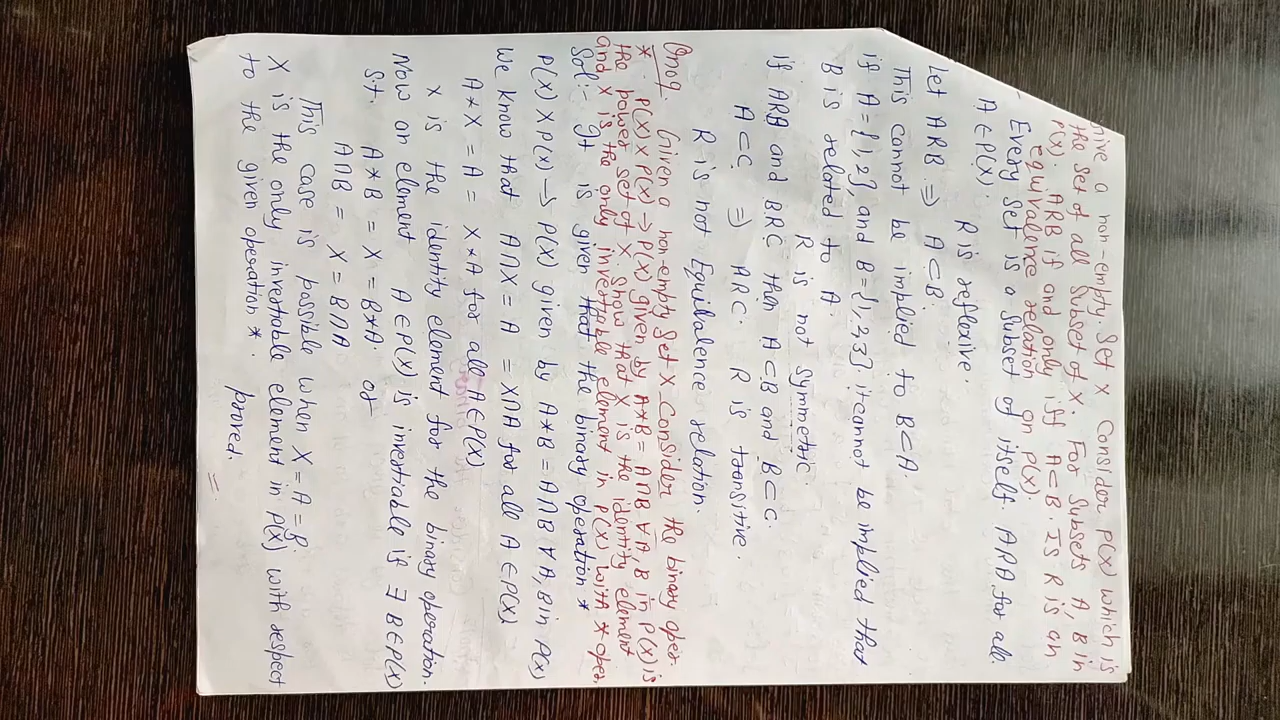 Give a non-empty. Set X Consider P(x) which is
the set of all Subset of X. For Subsets A, B in
P(x). ARB if and only iff A⊂B. Is R is an
equivalence relation on P(x).
- Every set is a Subset of itself. ARA for all
A ∈ P(x).
R is reflexive.
Let ARB ⇒ A⊂B.
This cannot be implied to B⊂A.
if A = {1,2} and B = {1,2,3}. it cannot be implied that
B is related to A.
R is not Symmetric.
if ARB and BRC then A⊂B and B⊂C.
A⊂C ⇒ ARC. R is transitive.
R is not Equivalence relation.
Qno9. Given a non-empty Set X Consider the binary oper.
* P(x) x P(x) → P(x) given by A*B = A∩B ∀ A, B in P(x) is
the power set of X. Show that X is the identity element
and X is the only invertable element in P(x) with * oper,
Sol:- It is given that the binary operation *
P(x) x P(x) → P(x) given by A*B = A∩B ∀ A, B in P(x)
We know that A∩X = A = X∩A for all A ∈ P(X)
A*X = A = X*A for all A ∈ P(X)
X is the identity element for the binary operation.
Now an element A ∈ P(X) is invertiable if ∃ B∈P(X)
s.t. A*B = X = B*A. or
A∩B = X = B∩A
This case is possible when X = A = B.
X is the only invertiable element in P(X) with respect
to the given operation *. proved.